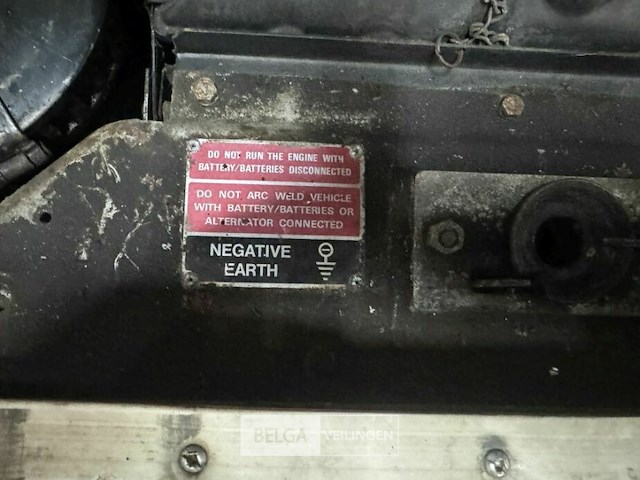 DO NOT RUN THE ENGINE WITH
BATTERY/BATTERIES DISCONNECTED
DO NOT ARC WELD VEHICLE
WITH BATTERY/BATTERIES OR
ALTERNATOR CONNECTED
NEGATIVE
EARTH
BELGA VEILINGEN